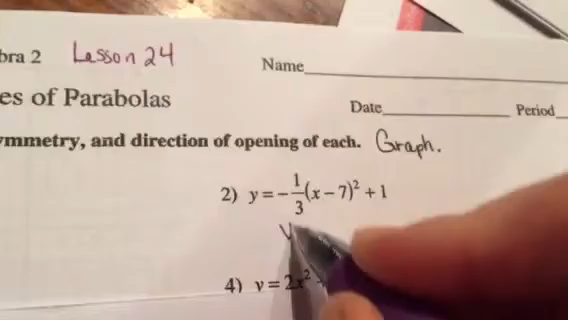 bra 2 Lesson 24 Name
es of Parabolas Date Period
mmetry, and direction of opening of each. Graph.
2) y = -1/3(x - 7)² + 1
V
4) y = 2x²